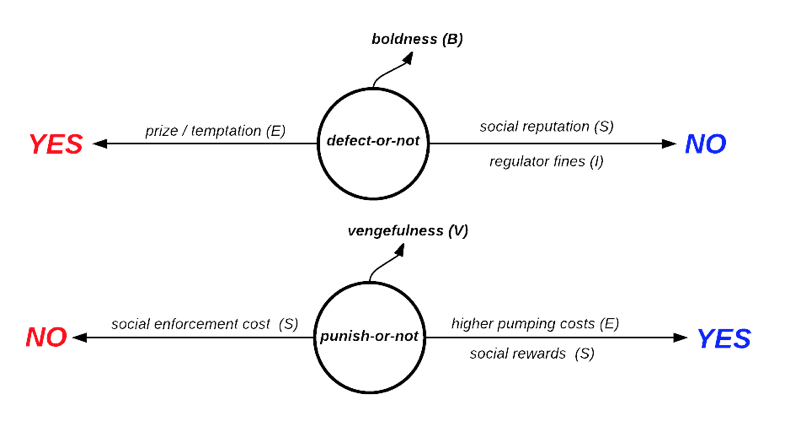 boldness (B)
YES
prize / temptation (E)
defect-or-not
social reputation (S)
regulator fines (I)
NO
vengefulness (V)
NO
social enforcement cost (S)
punish-or-not
higher pumping costs (E)
social rewards (S)
YES